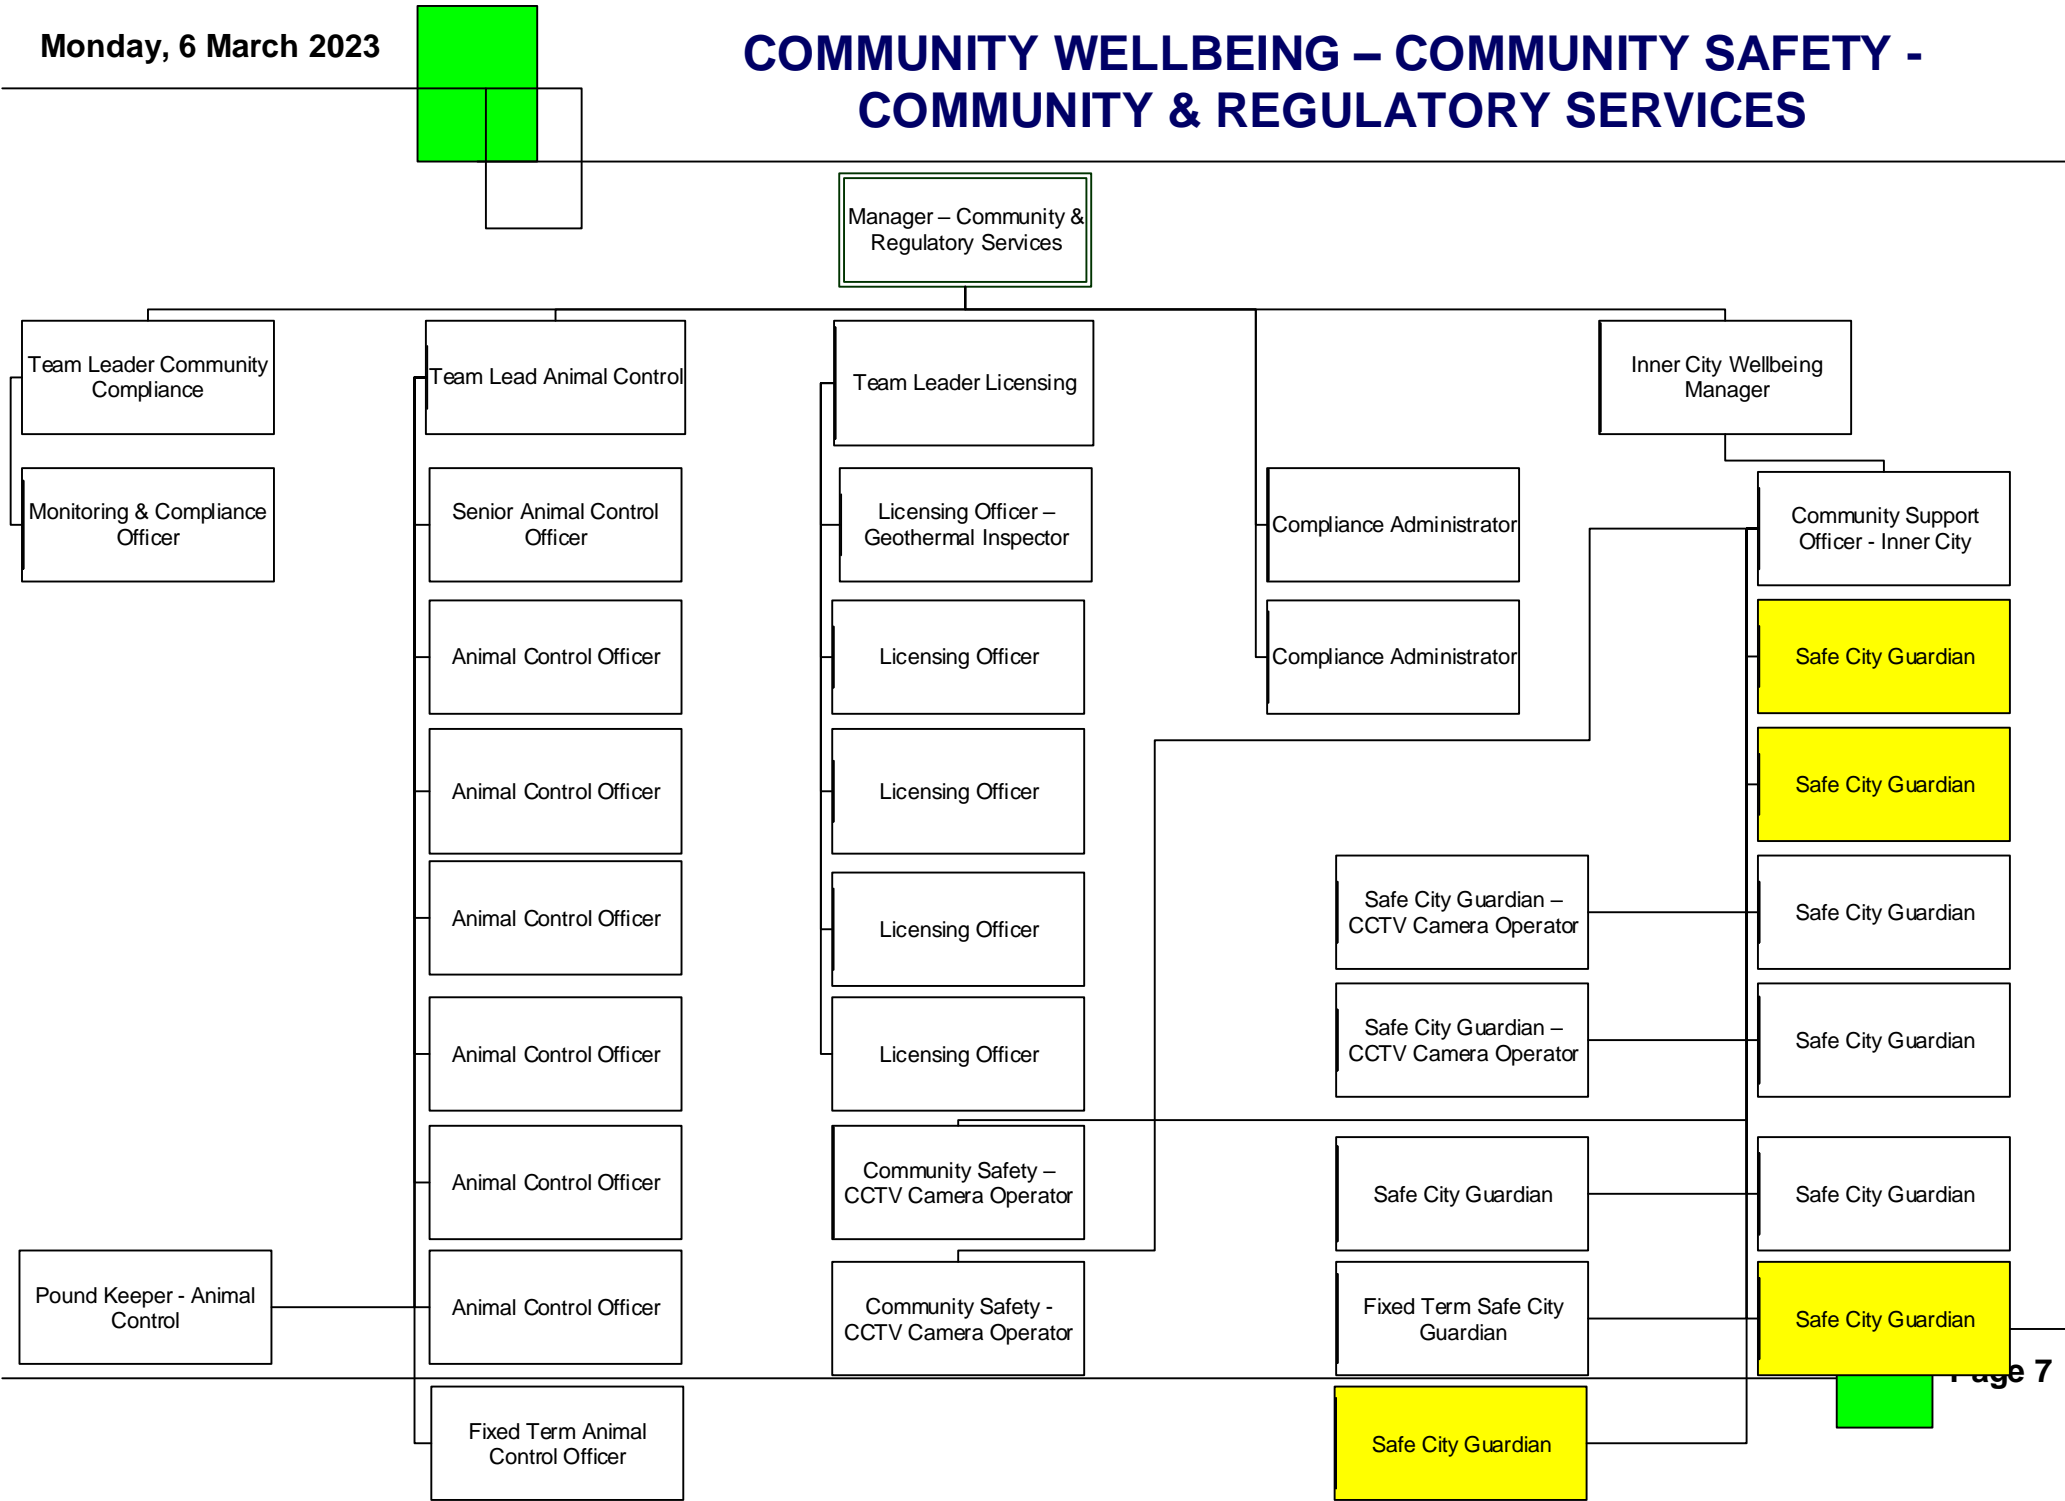 Monday, 6 March 2023
COMMUNITY WELLBEING – COMMUNITY SAFETY -
COMMUNITY & REGULATORY SERVICES
Manager – Community &
Regulatory Services
Team Leader Community
Compliance
Team Lead Animal Control
Team Leader Licensing
Inner City Wellbeing
Manager
Monitoring & Compliance
Officer
Senior Animal Control
Officer
Licensing Officer –
Geothermal Inspector
Compliance Administrator
Community Support
Officer - Inner City
Animal Control Officer
Licensing Officer
Compliance Administrator
Safe City Guardian
Animal Control Officer
Licensing Officer
Safe City Guardian
Animal Control Officer
Licensing Officer
Safe City Guardian –
CCTV Camera Operator
Safe City Guardian
Animal Control Officer
Licensing Officer
Safe City Guardian –
CCTV Camera Operator
Safe City Guardian
Animal Control Officer
Community Safety –
CCTV Camera Operator
Safe City Guardian
Safe City Guardian
Pound Keeper - Animal
Control
Animal Control Officer
Community Safety -
CCTV Camera Operator
Fixed Term Safe City
Guardian
Safe City Guardian
Page 7
Fixed Term Animal
Control Officer
Safe City Guardian